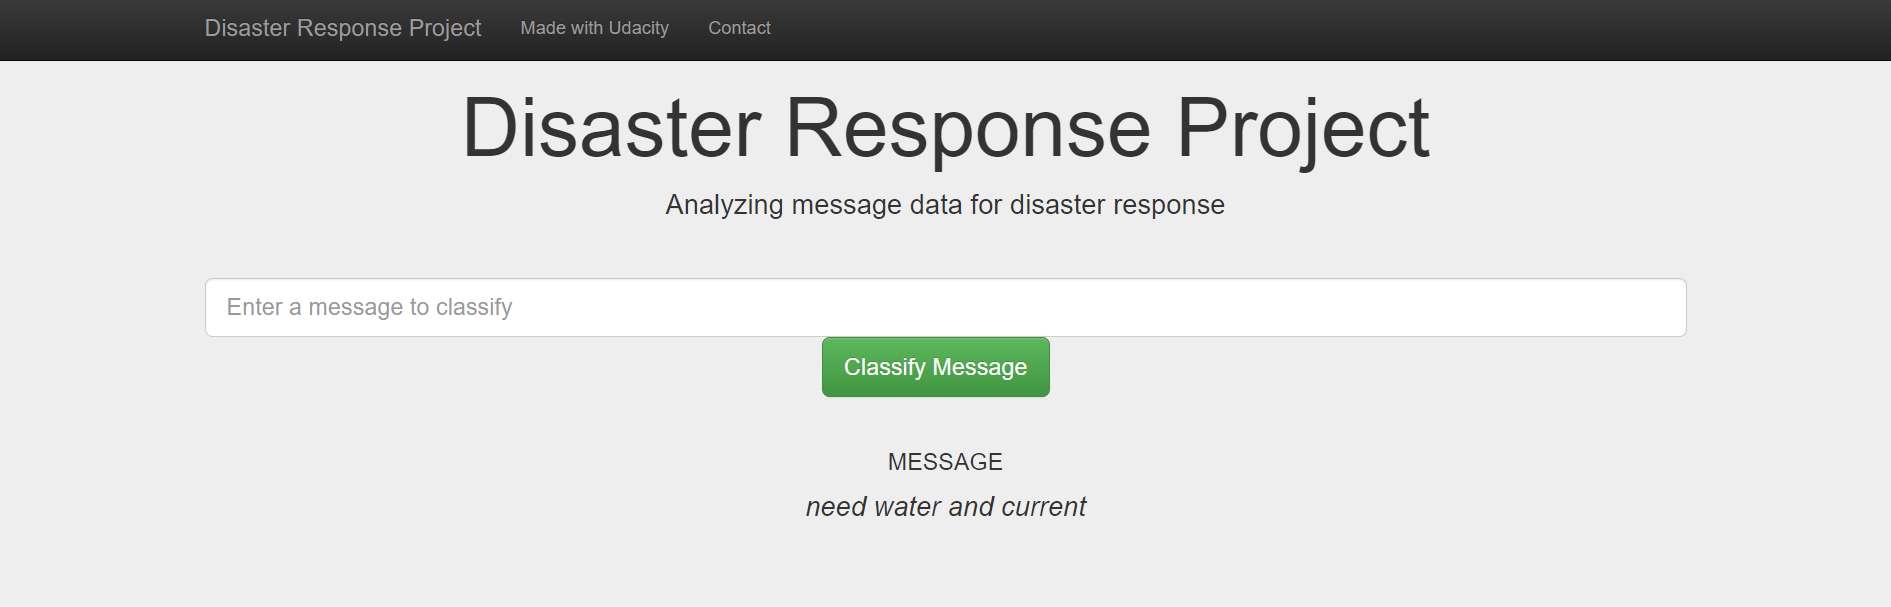 Disaster Response Project Made with Udacity Contact
Disaster Response Project
Analyzing message data for disaster response
Enter a message to classify
Classify Message
MESSAGE
need water and current